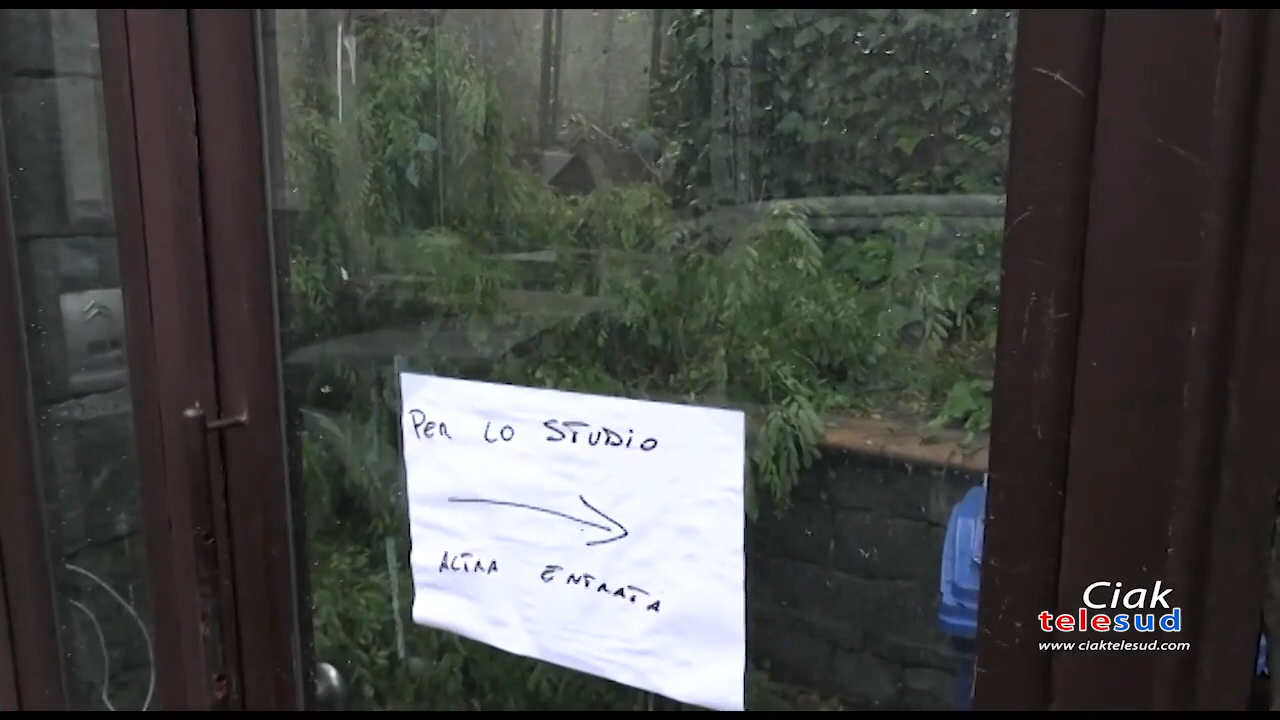 PER LO STUDIO
ALTRA ENTRATA
Ciak
telesud
www.ciaktelesud.com